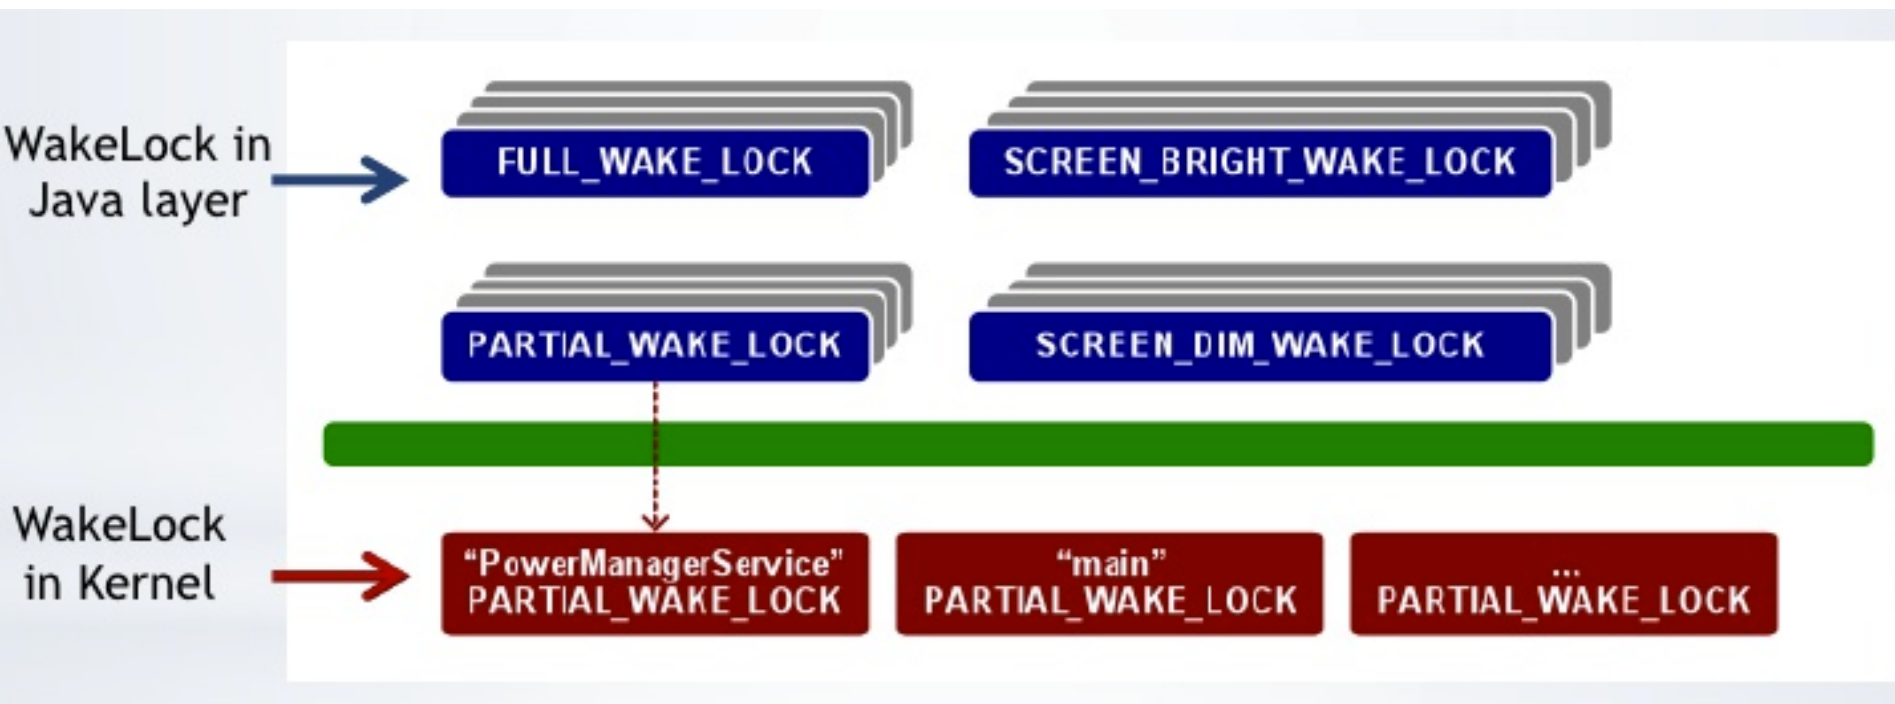 WakeLock in
Java layer
FULL_WAKE_LOCK
SCREEN_BRIGHT_WAKE_LOCK
PARTIAL_WAKE_LOCK
SCREEN_DIM_WAKE_LOCK
WakeLock
in Kernel
“PowerManagerService”
PARTIAL_WAKE_LOCK
“main”
PARTIAL_WAKE_LOCK
...
PARTIAL_WAKE_LOCK